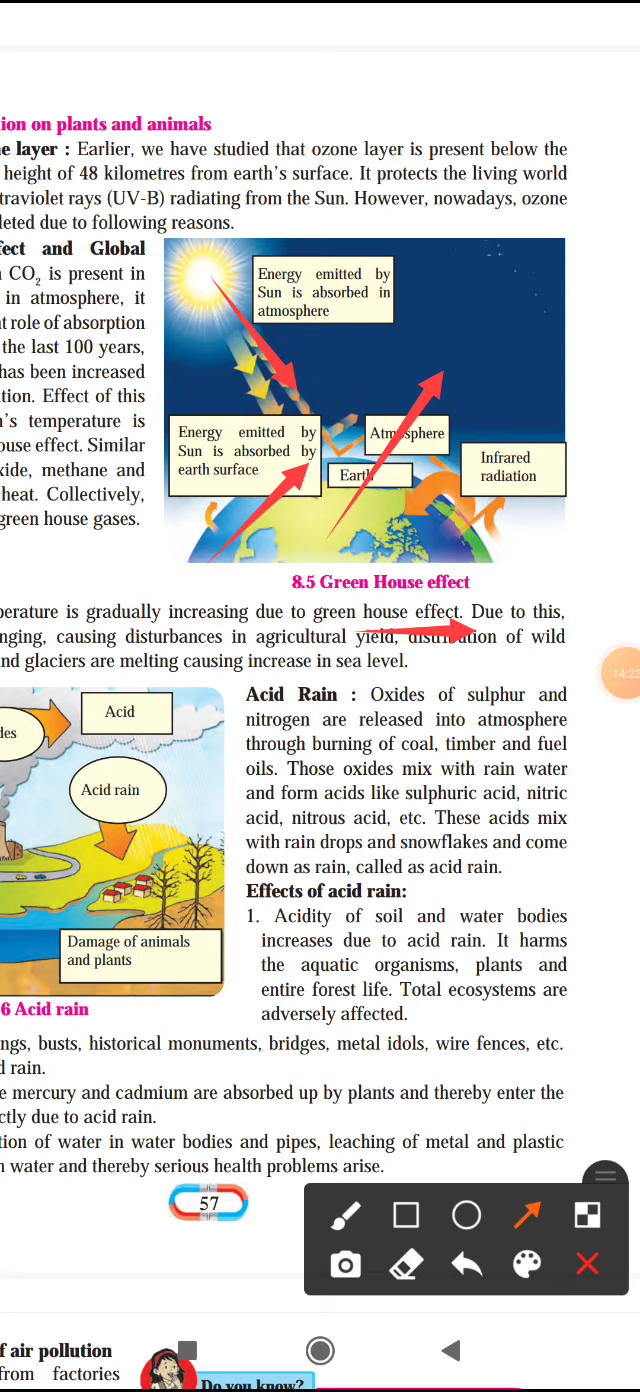 ion on plants and animals
e layer : Earlier, we have studied that ozone layer is present below the
height of 48 kilometres from earth's surface. It protects the living world
traviolet rays (UV-B) radiating from the Sun. However, nowadays, ozone
leted due to following reasons.
fect and Global
CO₂ is present in
in atmosphere, it
t role of absorption
the last 100 years,
has been increased
tion. Effect of this
's temperature is
ouse effect. Similar
xide, methane and
heat. Collectively,
green house gases.
Energy emitted by
Sun is absorbed in
atmosphere
Energy emitted by
Sun is absorbed by
earth surface
Atmosphere
Earth
Infrared
radiation
8.5 Green House effect
perature is gradually increasing due to green house effect. Due to this,
nging, causing disturbances in agricultural yield, distribution of wild
nd glaciers are melting causing increase in sea level.
14:23
des
Acid
Acid rain
Damage of animals
and plants
6 Acid rain
Acid Rain : Oxides of sulphur and
nitrogen are released into atmosphere
through burning of coal, timber and fuel
oils. Those oxides mix with rain water
and form acids like sulphuric acid, nitric
acid, nitrous acid, etc. These acids mix
with rain drops and snowflakes and come
down as rain, called as acid rain.
Effects of acid rain:
1. Acidity of soil and water bodies
increases due to acid rain. It harms
the aquatic organisms, plants and
entire forest life. Total ecosystems are
adversely affected.
ngs, busts, historical monuments, bridges, metal idols, wire fences, etc.
d rain.
e mercury and cadmium are absorbed up by plants and thereby enter the
ctly due to acid rain.
tion of water in water bodies and pipes, leaching of metal and plastic
n water and thereby serious health problems arise.
57
f air pollution
from factories
Do you know?